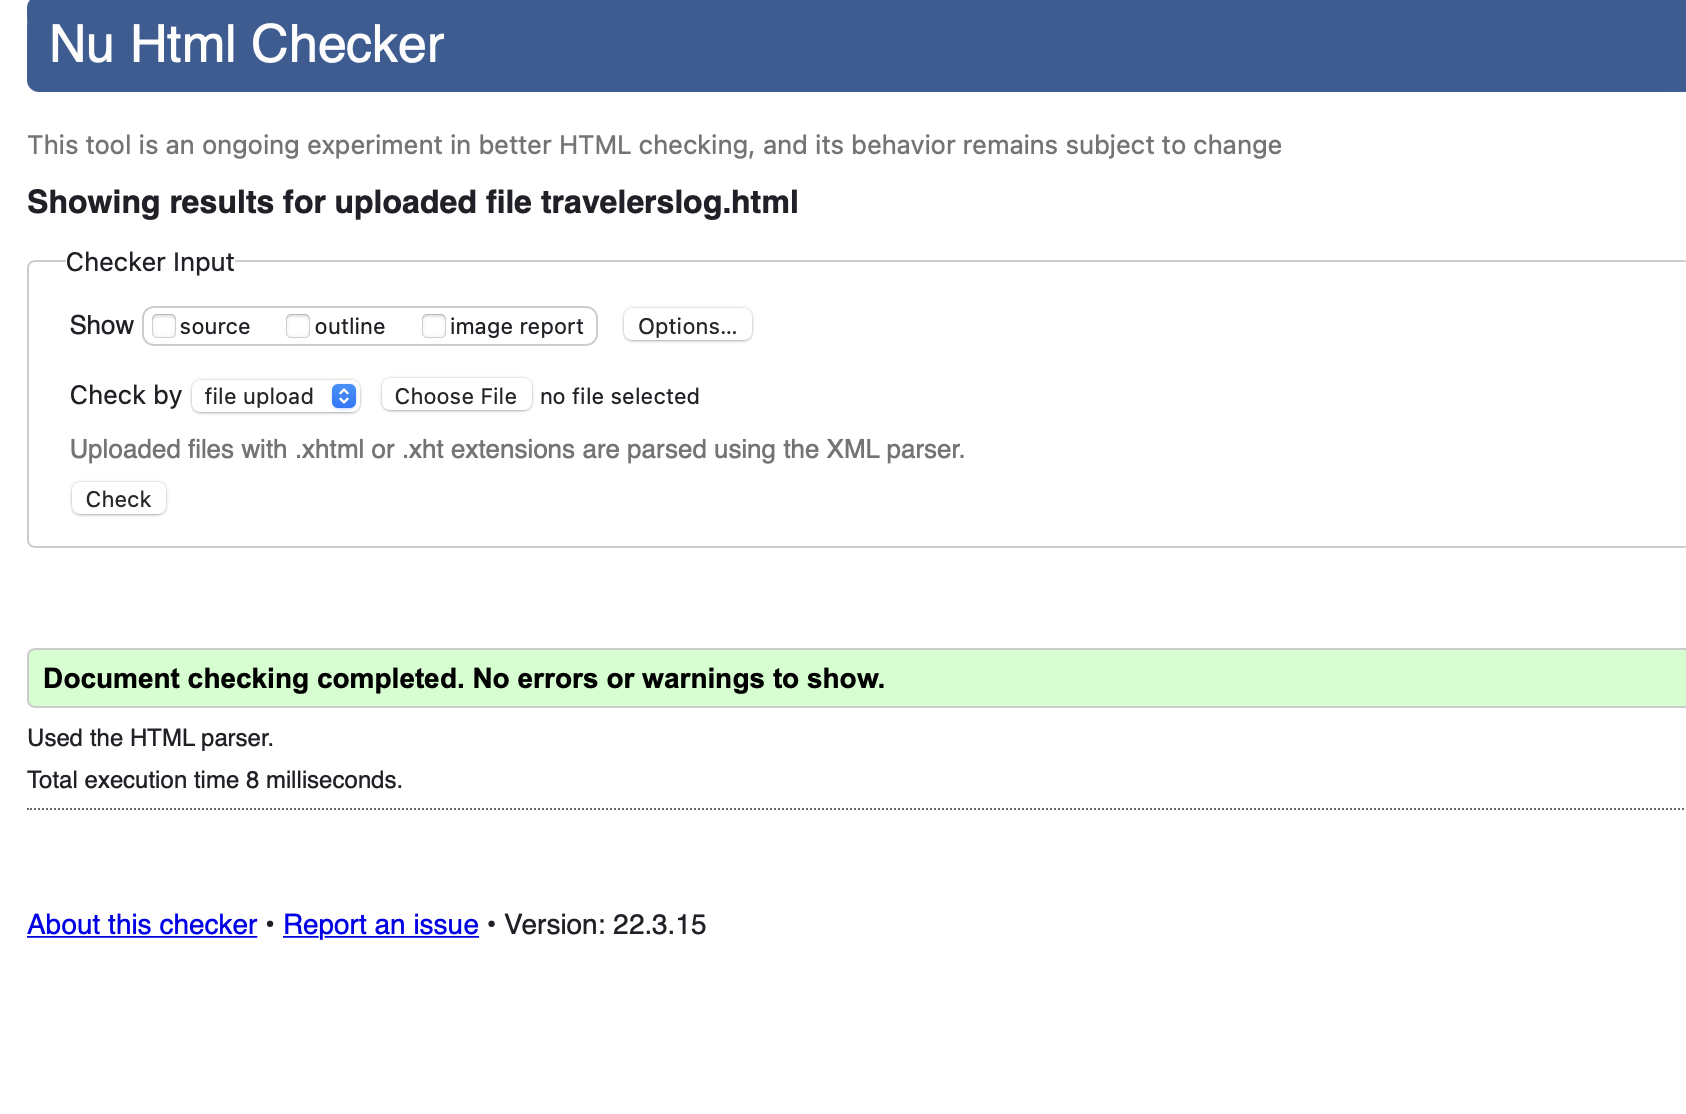 Nu Html Checker
This tool is an ongoing experiment in better HTML checking, and its behavior remains subject to change
Showing results for uploaded file travelerslog.html
Checker Input
Show source outline image report Options...
Check by file upload Choose File no file selected
Uploaded files with .xhtml or .xht extensions are parsed using the XML parser.
Check
Document checking completed. No errors or warnings to show.
Used the HTML parser.
Total execution time 8 milliseconds.
About this checker • Report an issue • Version: 22.3.15